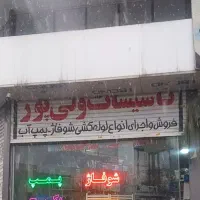 تاسیسات ولی پور
فروش و اجرای انواع لوله کشی شوفاژ، پمپ آب
پمپ شوفاژ